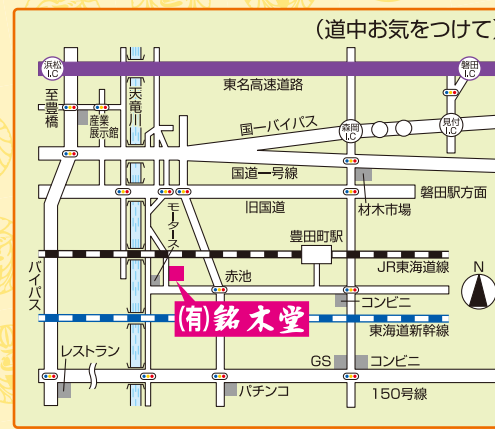 （道中お気をつけて）
浜松
I.C
磐田
I.C
東名高速道路
至豊橋
天竜川
産業
展示館
国一バイパス
森岡
I.C
見付
I.C
国道一号線
材木市場
磐田駅方面
旧国道
モータース
豊田町駅
JR東海道線
N
バイパス
赤池
コンビニ
(有)銘木堂
東海道新幹線
レストラン
GS
コンビニ
パチンコ
150号線